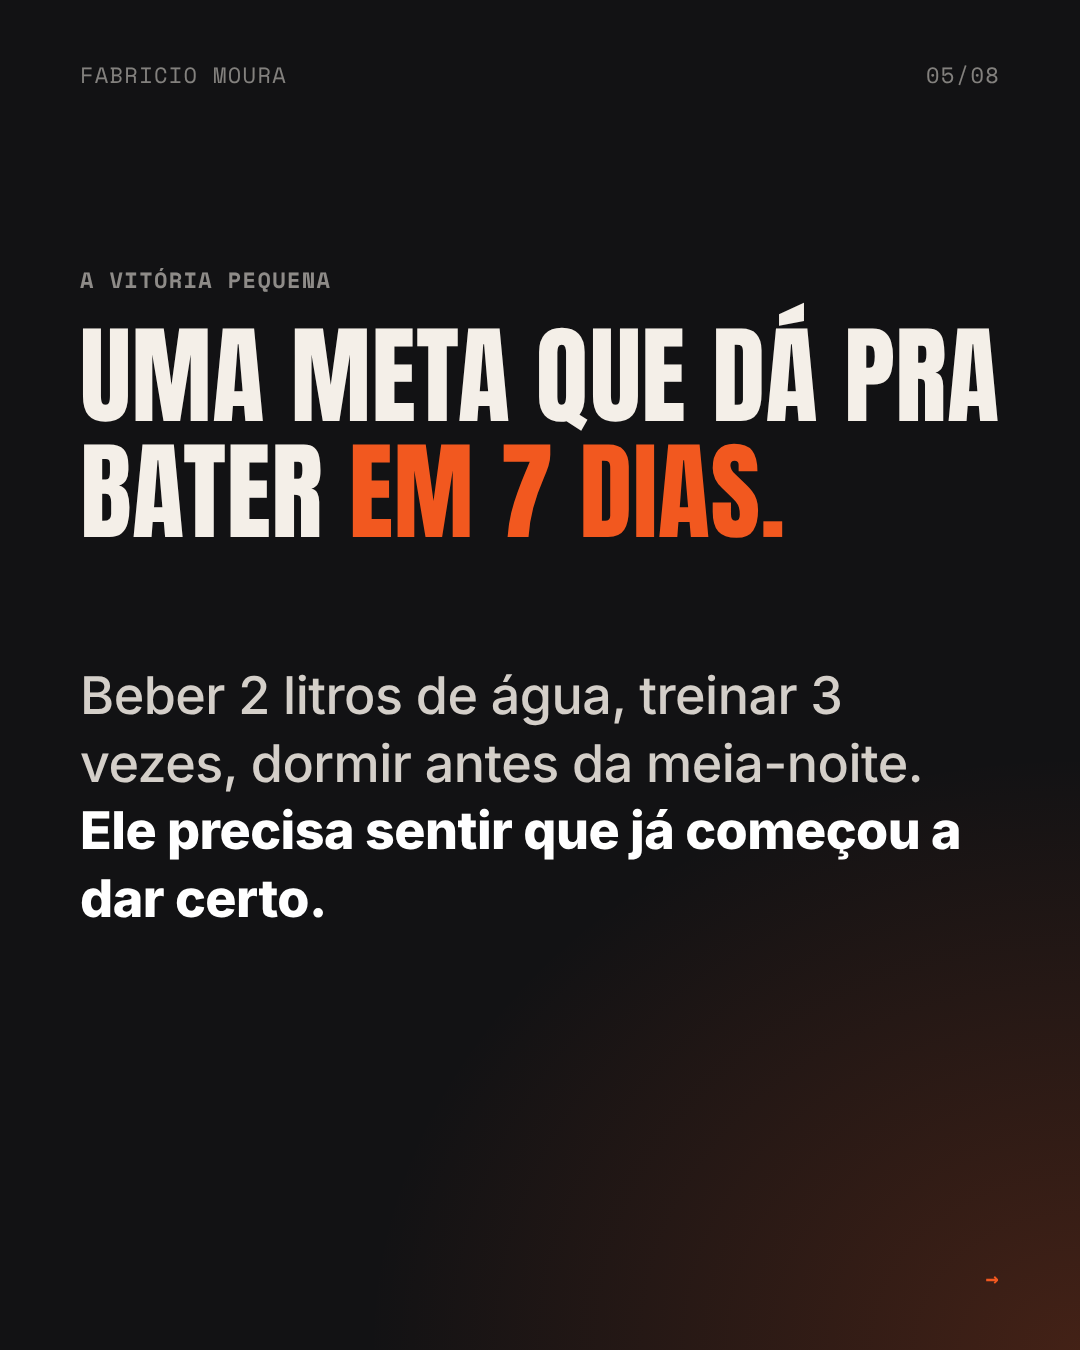 FABRICIO MOURA
05/08
A VITÓRIA PEQUENA
UMA META QUE DÁ PRA
BATER EM 7 DIAS.
Beber 2 litros de água, treinar 3
vezes, dormir antes da meia-noite.
Ele precisa sentir que já começou a
dar certo.
→